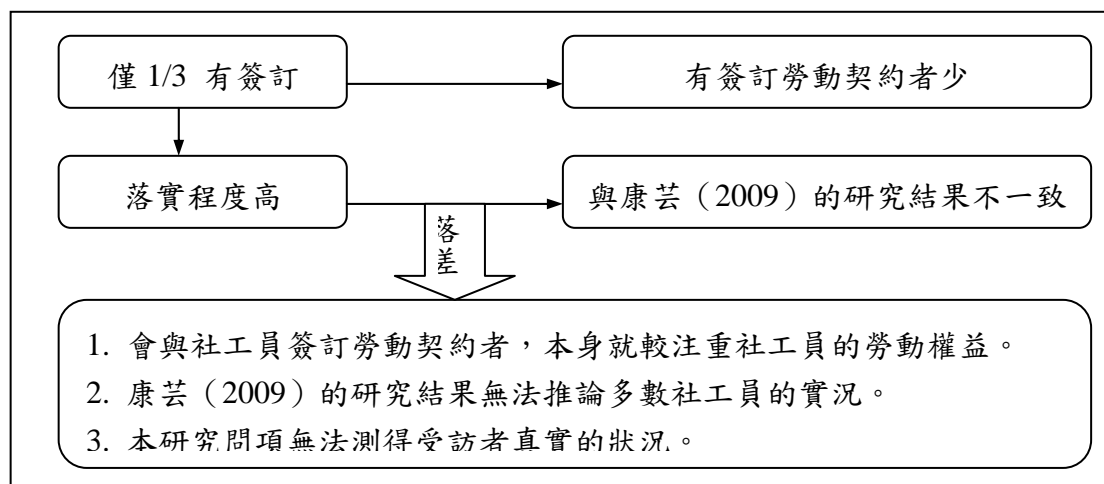 僅 1/3 有簽訂
有簽訂勞動契約者少
落實程度高
與康芸（2009）的研究結果不一致
落
差
1. 會與社工員簽訂勞動契約者，本身就較注重社工員的勞動權益。
2. 康芸（2009）的研究結果無法推論多數社工員的實況。
3. 本研究問項無法測得受訪者真實的狀況。